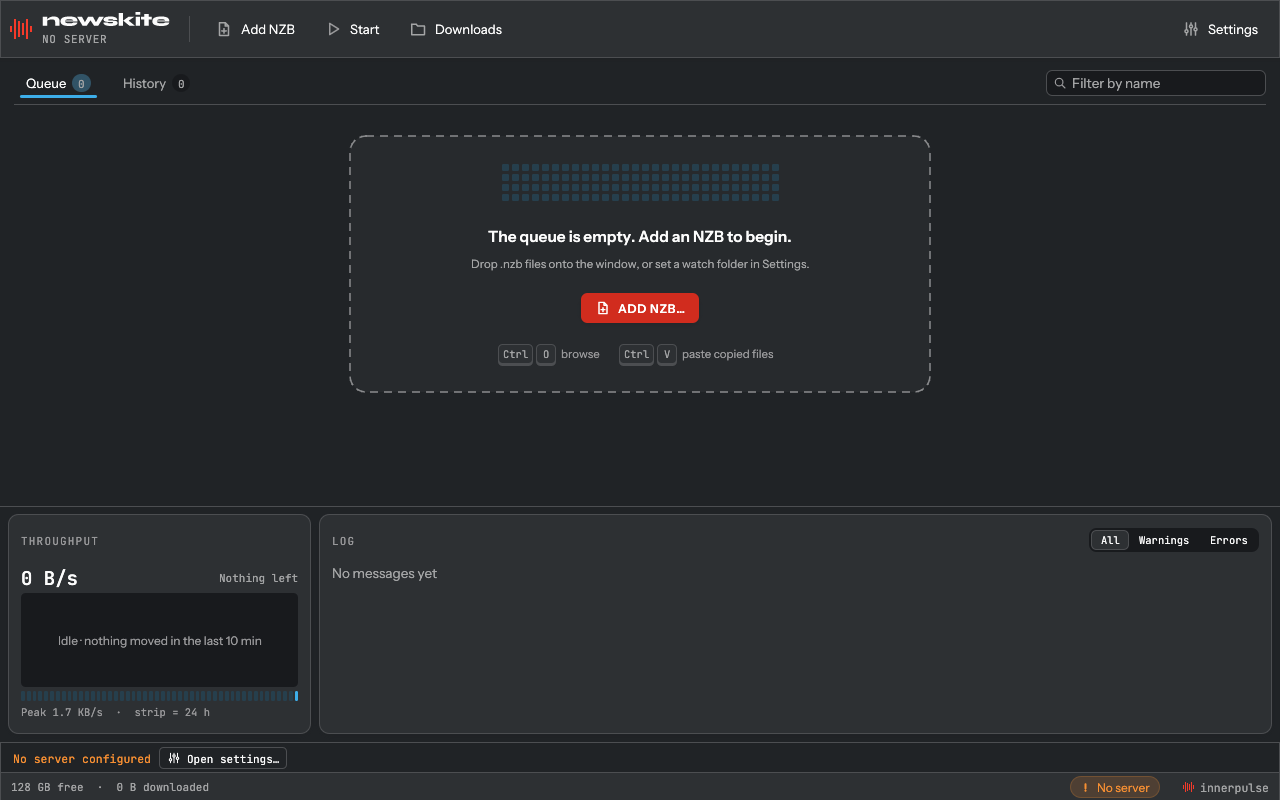 newskite
NO SERVER
Add NZB
Start
Downloads
Settings
Queue 0
History 0
Filter by name
The queue is empty. Add an NZB to begin.
Drop .nzb files onto the window, or set a watch folder in Settings.
ADD NZB…
Ctrl O browse Ctrl V paste copied files
THROUGHPUT
0 B/s
Nothing left
Idle · nothing moved in the last 10 min
Peak 1.7 KB/s · strip = 24 h
LOG
All
Warnings
Errors
No messages yet
No server configured
Open settings…
128 GB free · 0 B downloaded
! No server
innerpulse